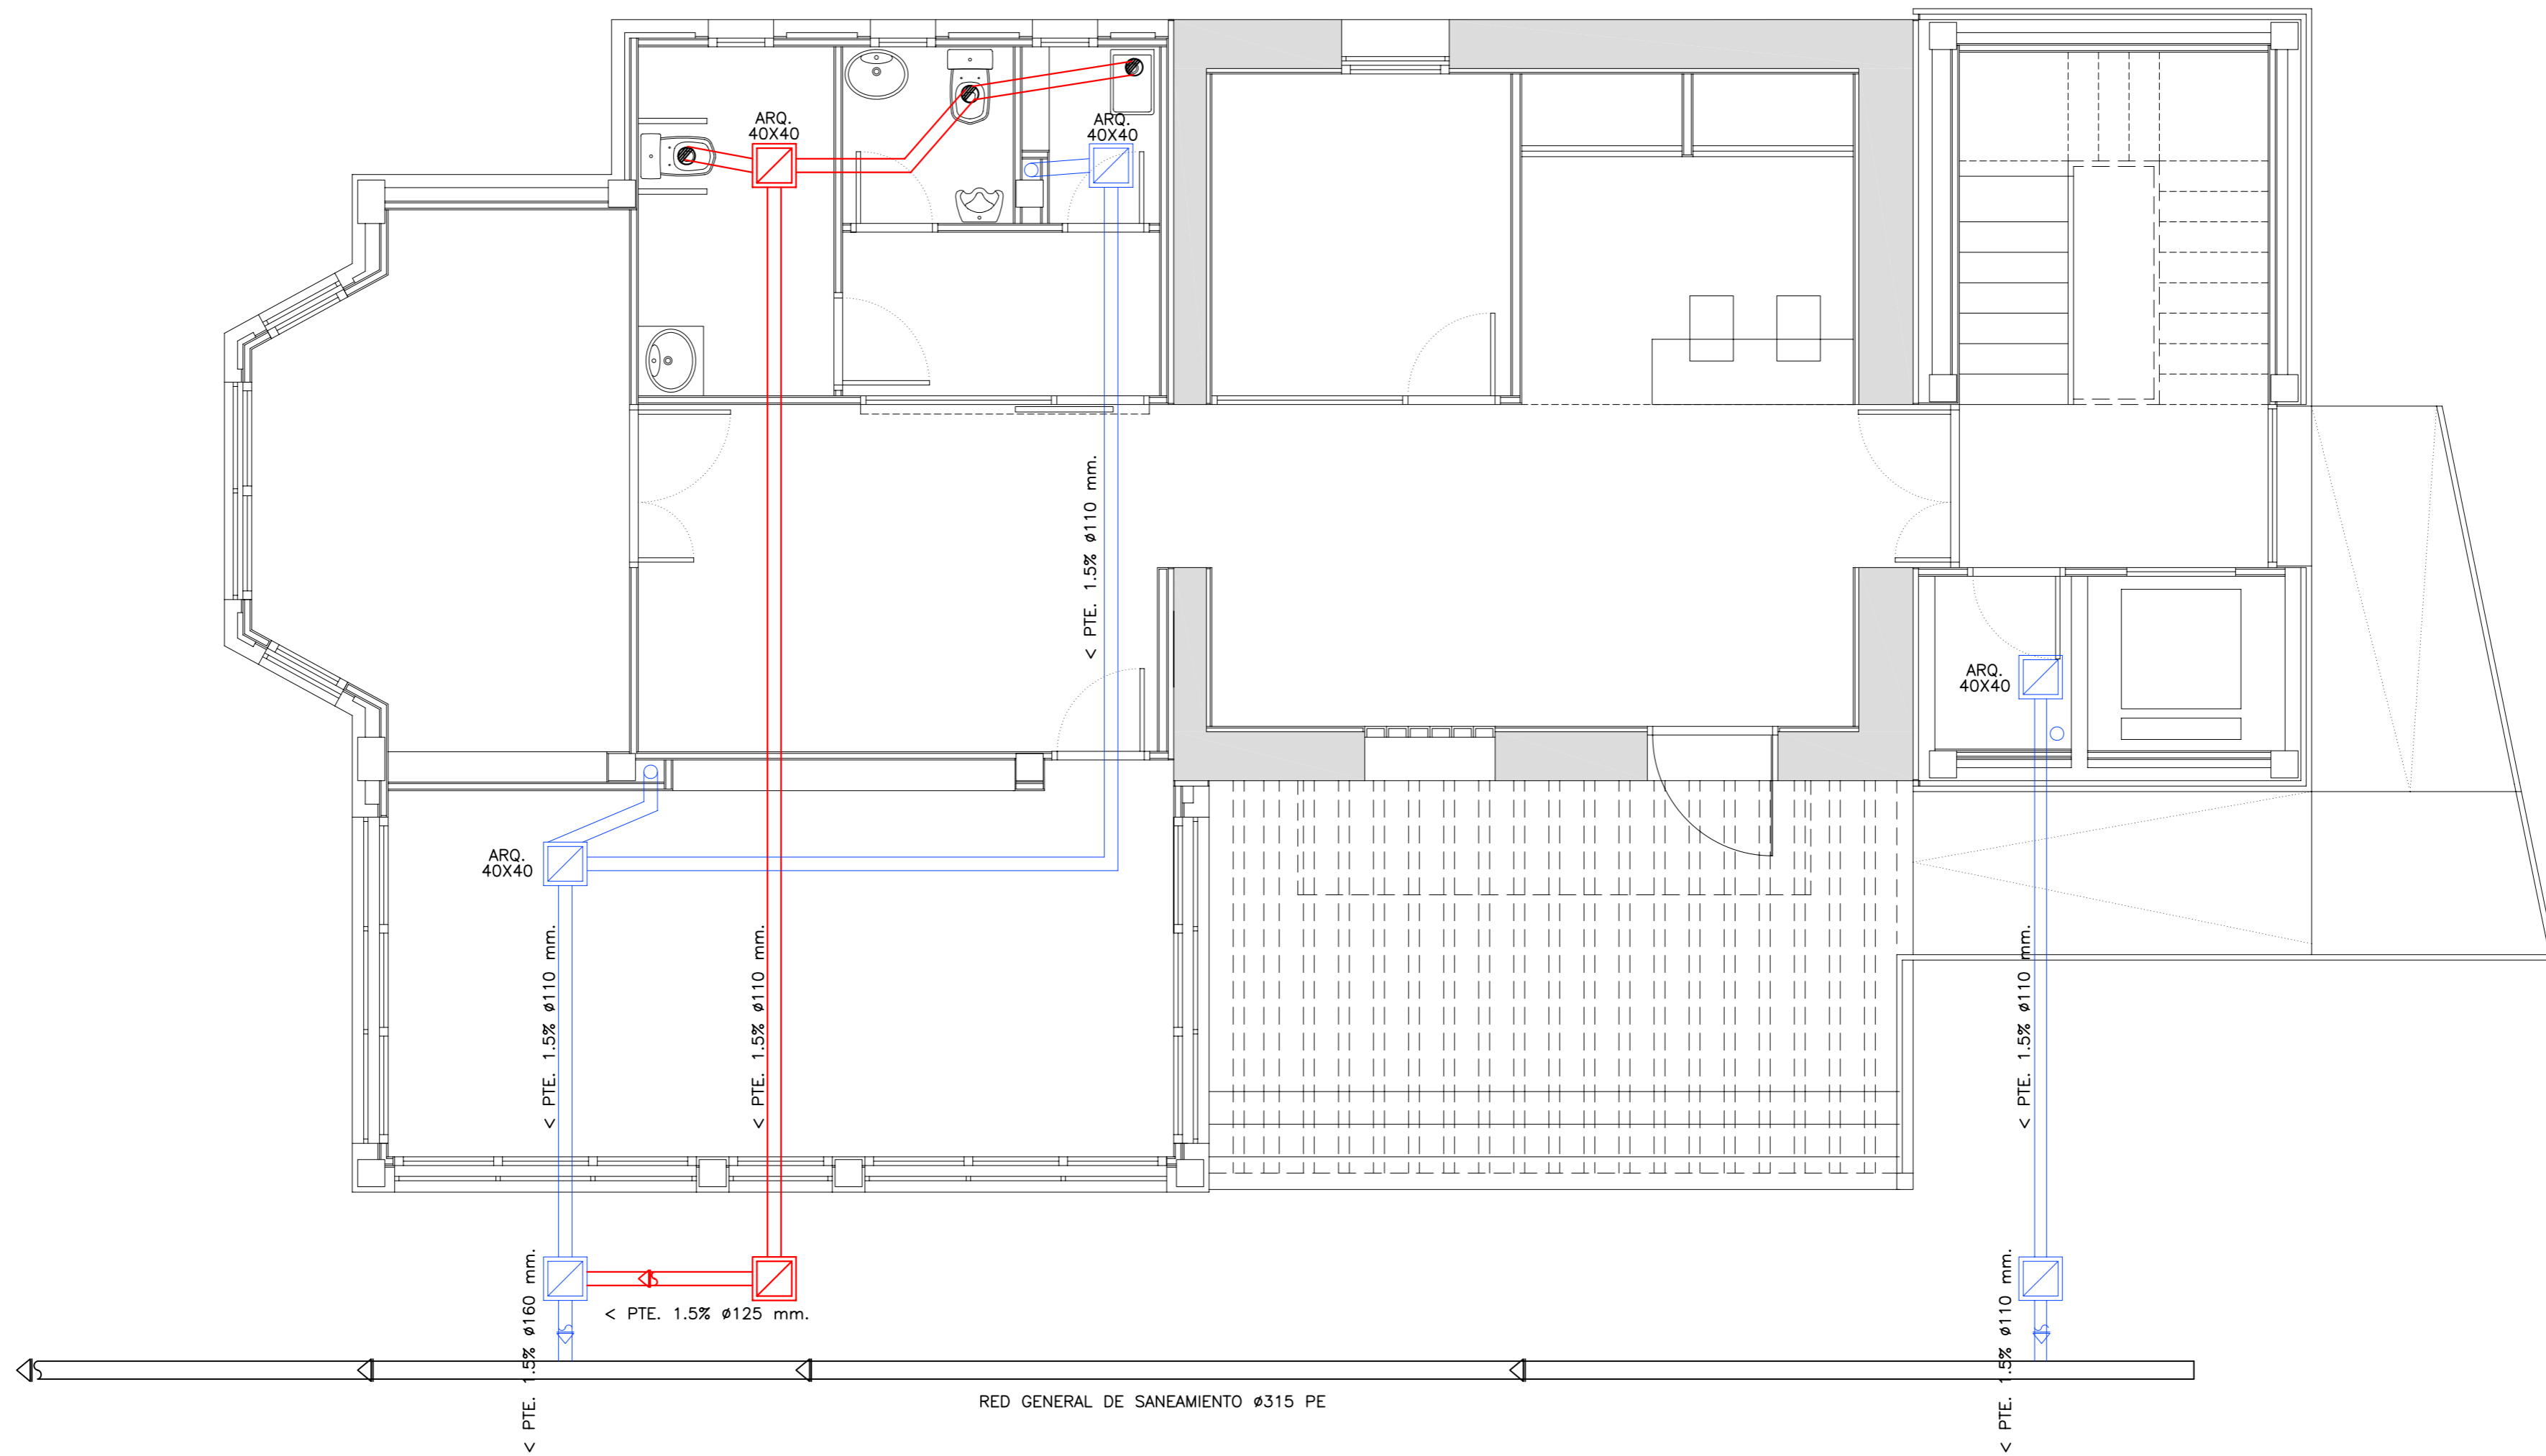 ARQ.
40X40
ARQ.
40X40
< PTE. 1.5% ø110 mm.
ARQ.
40X40
ARQ.
40X40
< PTE. 1.5% ø110 mm.
< PTE. 1.5% ø110 mm.
< PTE. 1.5% ø110 mm.
< PTE. 1.5% ø160 mm.
< PTE. 1.5% ø125 mm.
< PTE. 1.5% ø110 mm.
RED GENERAL DE SANEAMIENTO ø315 PE